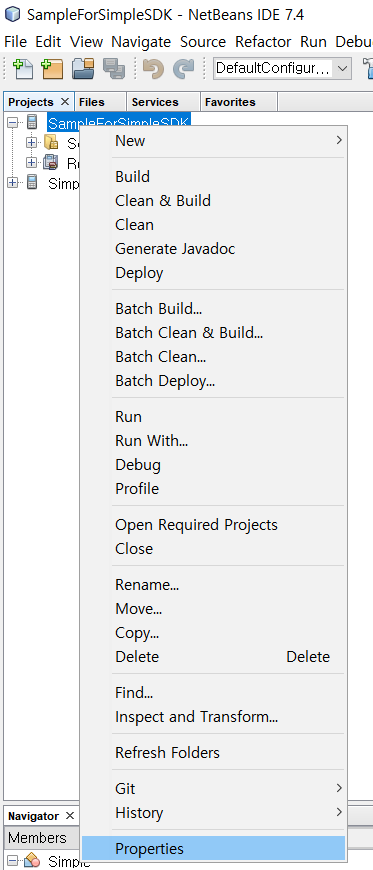 SampleForSimpleSDK - NetBeans IDE 7.4
File Edit View Navigate Source Refactor Run Debu
DefaultConfigur...
Projects Files Services Favorites
SampleForSimpleSDK
So
Re
Simp
New
Build
Clean & Build
Clean
Generate Javadoc
Deploy
Batch Build...
Batch Clean & Build...
Batch Clean...
Batch Deploy...
Run
Run With...
Debug
Profile
Open Required Projects
Close
Rename...
Move...
Copy...
Delete Delete
Find...
Inspect and Transform...
Refresh Folders
Git
History
Properties
Navigator
Members
Simple